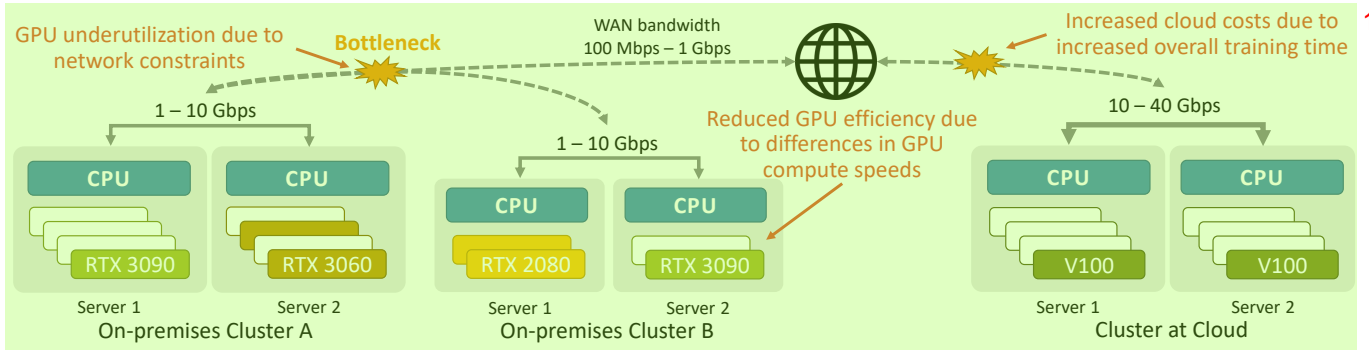 GPU underutilization due to
network constraints
Bottleneck
WAN bandwidth
100 Mbps – 1 Gbps
Increased cloud costs due to
increased overall training time
1 – 10 Gbps
10 – 40 Gbps
Reduced GPU efficiency due
to differences in GPU
compute speeds
1 – 10 Gbps
CPU
CPU
CPU
CPU
CPU
CPU
RTX 3090
RTX 3060
RTX 2080
RTX 3090
V100
V100
Server 1
Server 2
Server 1
Server 2
Server 1
Server 2
On-premises Cluster A
On-premises Cluster B
Cluster at Cloud